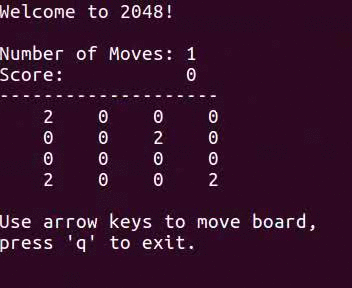 Welcome to 2048!
Number of Moves: 1
Score: 0
--------------------
2 0 0 0
0 0 2 0
0 0 0 0
2 0 0 2
Use arrow keys to move board,
press 'q' to exit.